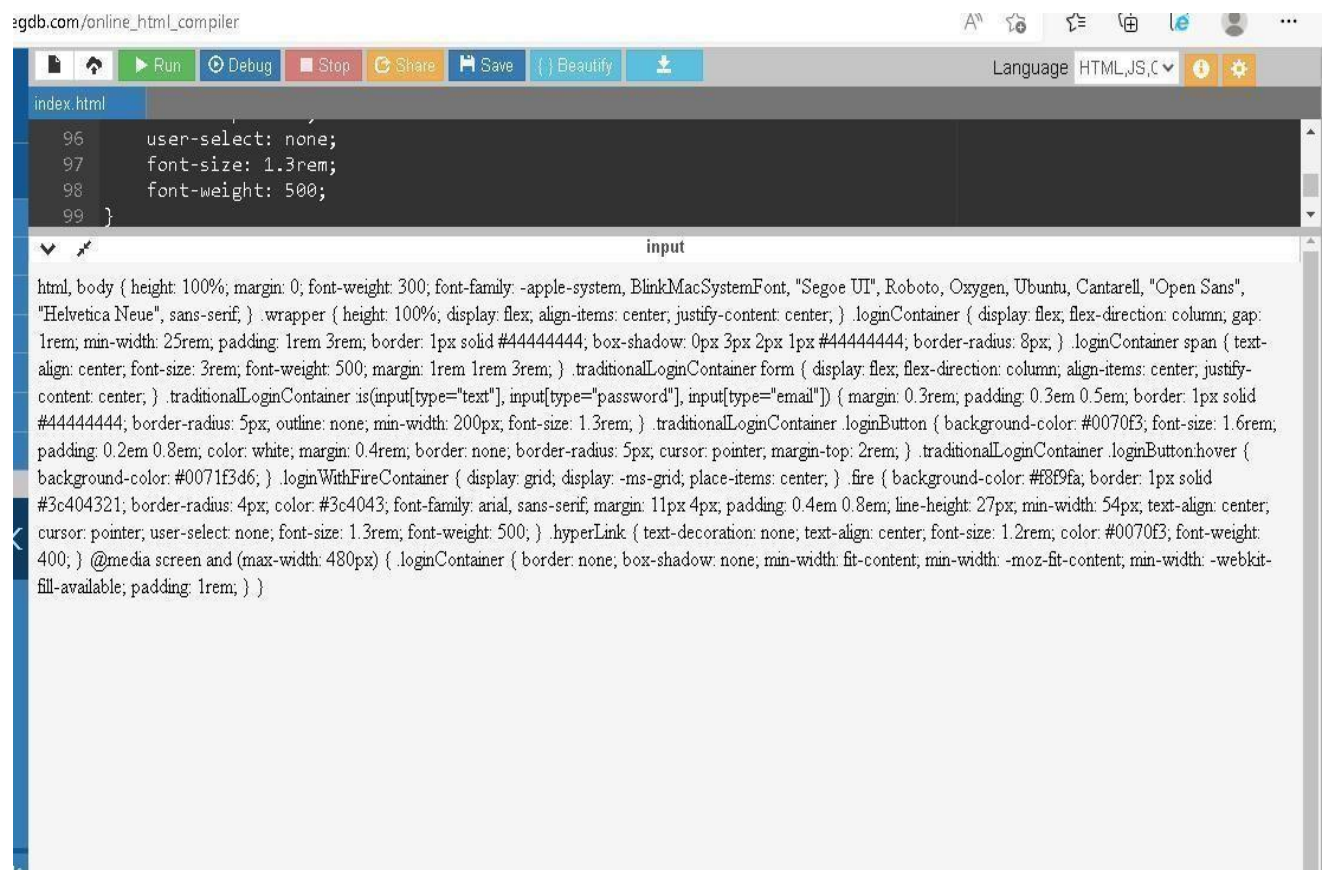 egdb.com/online_html_compiler
Run Debug Stop Share Save { } Beautify Language HTML,JS,C
index.html
96 user-select: none;
97 font-size: 1.3rem;
98 font-weight: 500;
99 }
input
html, body { height: 100%; margin: 0; font-weight: 300; font-family: -apple-system, BlinkMacSystemFont, "Segoe UI", Roboto, Oxygen, Ubuntu, Cantarell, "Open Sans",
"Helvetica Neue", sans-serif; } .wrapper { height: 100%; display: flex; align-items: center; justify-content: center; } .loginContainer { display: flex; flex-direction: column; gap:
1rem; min-width: 25rem; padding: 1rem 3rem; border: 1px solid #44444444; box-shadow: 0px 3px 2px 1px #44444444; border-radius: 8px; } .loginContainer span { text-
align: center; font-size: 3rem; font-weight: 500; margin: 1rem 1rem 3rem; } .traditionalLoginContainer form { display: flex; flex-direction: column; align-items: center; justify-
content: center; } .traditionalLoginContainer :is(input[type="text"], input[type="password"], input[type="email"]) { margin: 0.3rem; padding: 0.3em 0.5em; border: 1px solid
#44444444; border-radius: 5px; outline: none; min-width: 200px; font-size: 1.3rem; } .traditionalLoginContainer .loginButton { background-color: #0070f3; font-size: 1.6rem;
padding: 0.2em 0.8em; color: white; margin: 0.4rem; border: none; border-radius: 5px; cursor: pointer; margin-top: 2rem; } .traditionalLoginContainer .loginButton:hover {
background-color: #0071f3d6; } .loginWithFireContainer { display: grid; display: -ms-grid; place-items: center; } .fire { background-color: #f8f9fa; border: 1px solid
#3c404321; border-radius: 4px; color: #3c4043; font-family: arial, sans-serif; margin: 11px 4px; padding: 0.4em 0.8em; line-height: 27px; min-width: 54px; text-align: center;
cursor: pointer; user-select: none; font-size: 1.3rem; font-weight: 500; } .hyperLink { text-decoration: none; text-align: center; font-size: 1.2rem; color: #0070f3; font-weight:
400; } @media screen and (max-width: 480px) { .loginContainer { border: none; box-shadow: none; min-width: fit-content; min-width: -moz-fit-content; min-width: -webkit-
fill-available; padding: 1rem; } }